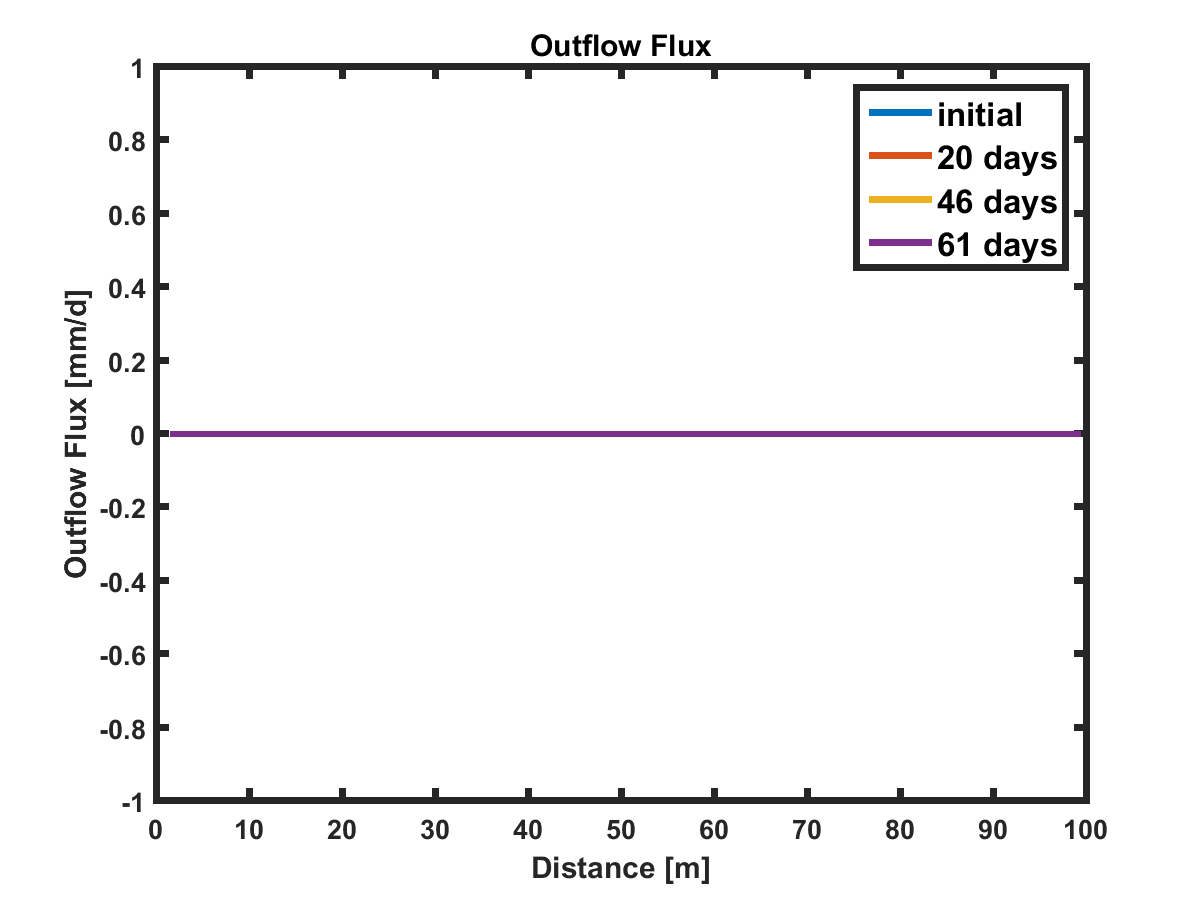 Outflow Flux
1
0.8
0.6
0.4
0.2
0
-0.2
-0.4
-0.6
-0.8
-1
Outflow Flux [mm/d]
initial
20 days
46 days
61 days
0 10 20 30 40 50 60 70 80 90 100
Distance [m]